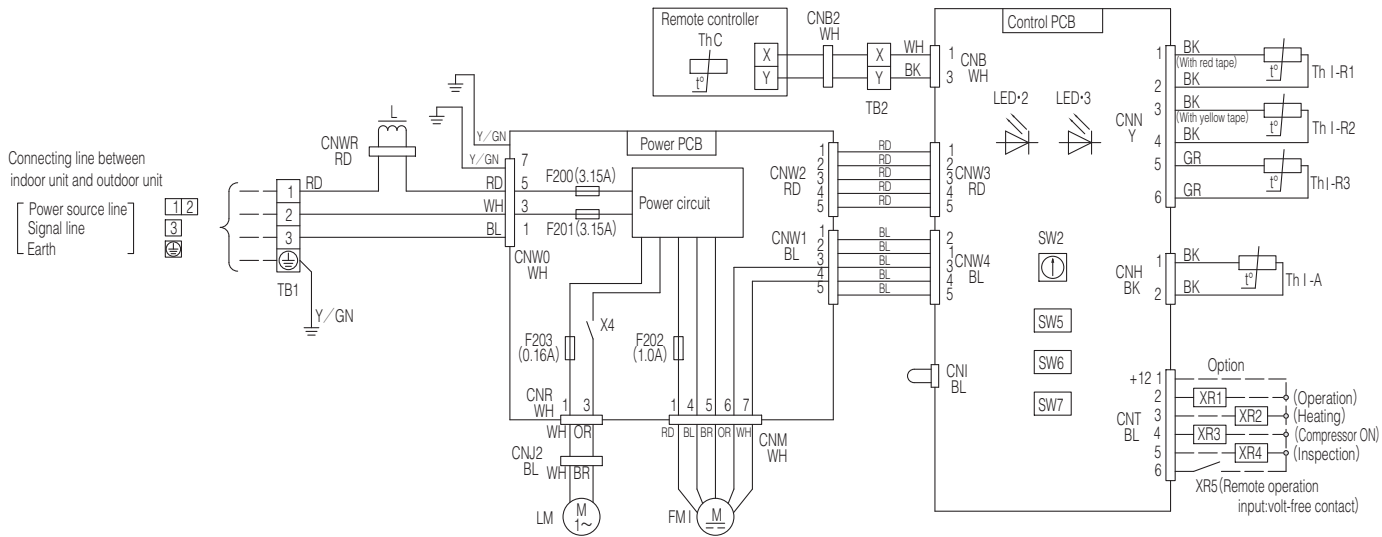 Remote controller
Th C
t°
X
Y
CNB2
WH
X
Y
TB2
WH
BK
1
3
CNB
WH
Control PCB
LED•2
LED•3
1
2
3
4
5
6
CNN
Y
BK
(With red tape)
BK
BK
(With yellow tape)
BK
GR
GR
t°
Th I-R1
t°
Th I-R2
t°
Th I-R3
L
CNWR
RD
Y/GN
Y/GN
Connecting line between
indoor unit and outdoor unit
Power source line
1 2
Signal line
3
Earth
1
2
3
TB1
RD
Y/GN
RD
WH
BL
7
5
3
1
CNW0
WH
Power PCB
F200(3.15A)
F201(3.15A)
Power circuit
CNW2
RD
1
2
3
4
5
RD
RD
RD
RD
RD
1
2
3
4
5
CNW3
RD
CNW1
BL
1
2
3
4
5
BL
BL
BL
BL
BL
2
1
3
4
5
CNW4
BL
SW2
SW5
SW6
SW7
CNI
BL
CNH
BK
1
2
BK
BK
t°
Th I-A
F203
(0.16A)
X4
F202
(1.0A)
CNR
WH
1 3
WH OR
CNJ2
BL
WH BR
LM
M
1~
1 4 5 6 7
RD BL BR OR WH
CNM
WH
FM I
M
Option
+12 1
2
3
4
5
6
CNT
BL
XR1
(Operation)
XR2
(Heating)
XR3
(Compressor ON)
XR4
(Inspection)
XR5(Remote operation
input:volt-free contact)